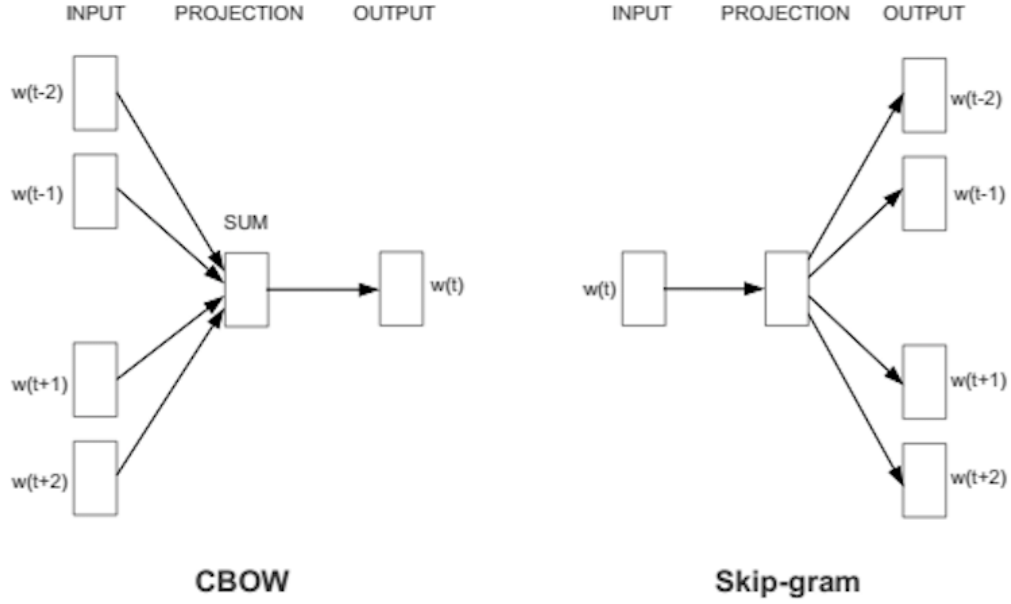 INPUT PROJECTION OUTPUT
w(t-2)
w(t-1)
SUM
w(t)
w(t+1)
w(t+2)
CBOW
INPUT PROJECTION OUTPUT
w(t-2)
w(t-1)
w(t)
w(t+1)
w(t+2)
Skip-gram